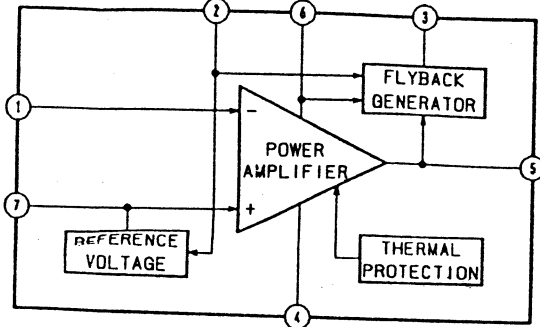 2
6
3
FLYBACK
GENERATOR
1
-
POWER
AMPLIFIER
5
7
+
REFERENCE
VOLTAGE
THERMAL
PROTECTION
4